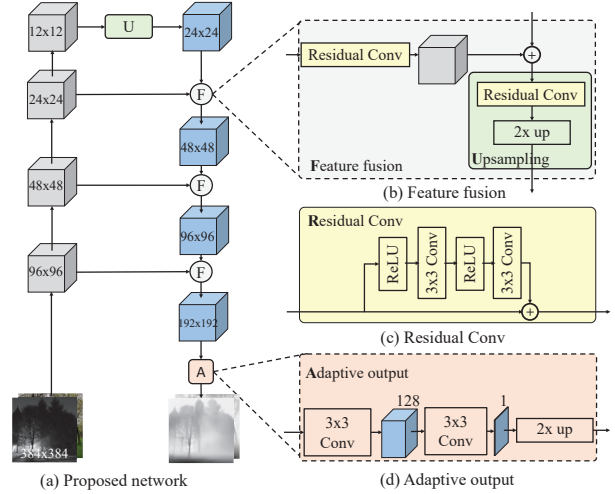 12x12
U
24x24
24x24
F
48x48
48x48
F
96x96
96x96
F
192x192
A
384x384
(a) Proposed network
Residual Conv
+
Residual Conv
2x up
Upsampling
Feature fusion
(b) Feature fusion
Residual Conv
ReLU
3x3 Conv
ReLU
3x3 Conv
+
(c) Residual Conv
Adaptive output
3x3
Conv
128
3x3
Conv
1
2x up
(d) Adaptive output